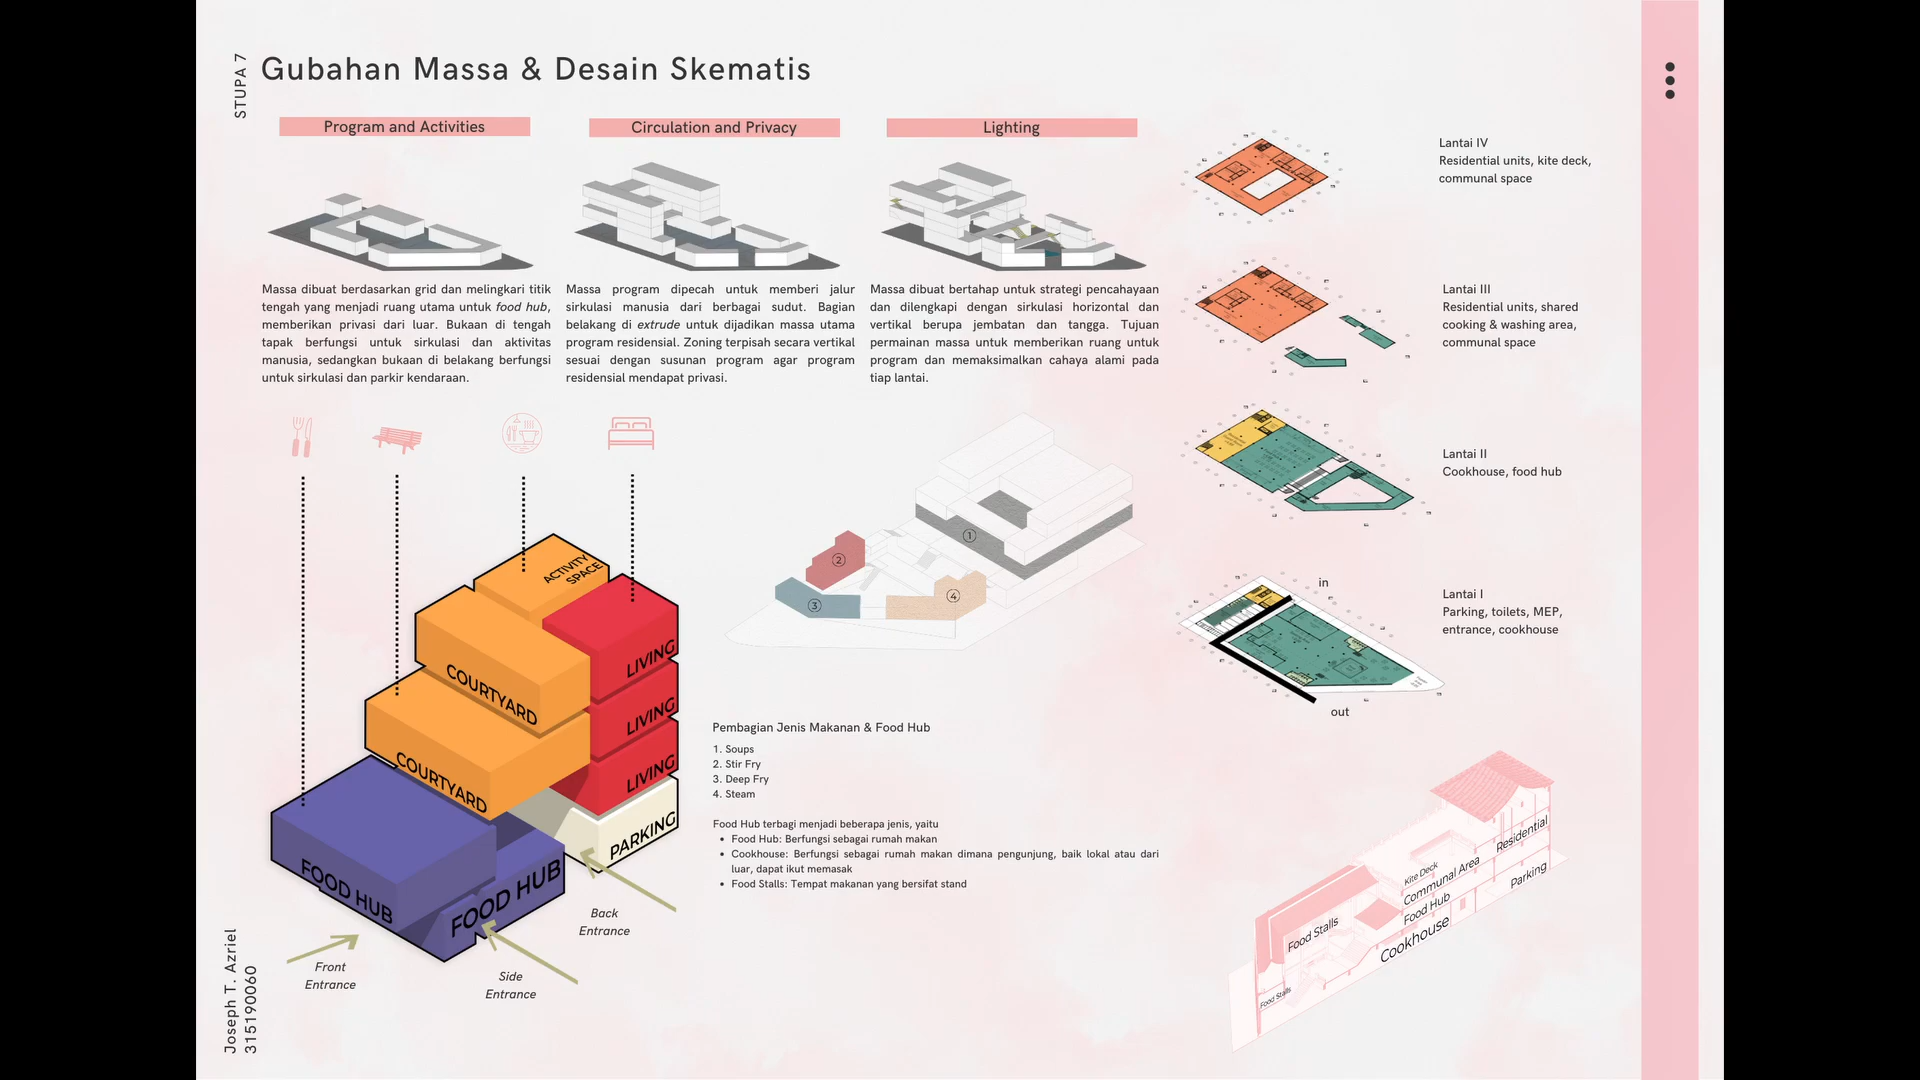 STUPA 7
Gubahan Massa & Desain Skematis
Program and Activities
Massa dibuat berdasarkan grid dan melingkari titik
tengah yang menjadi ruang utama untuk food hub,
memberikan privasi dari luar. Bukaan di tengah
tapak berfungsi untuk sirkulasi dan aktivitas
manusia, sedangkan bukaan di belakang berfungsi
untuk sirkulasi dan parkir kendaraan.
Circulation and Privacy
Massa program dipecah untuk memberi jalur
sirkulasi manusia dari berbagai sudut. Bagian
belakang di extrude untuk dijadikan massa utama
program residensial. Zoning terpisah secara vertikal
sesuai dengan susunan program agar program
residensial mendapat privasi.
Lighting
Massa dibuat bertahap untuk strategi pencahayaan
dan dilengkapi dengan sirkulasi horizontal dan
vertikal berupa jembatan dan tangga. Tujuan
permainan massa untuk memberikan ruang untuk
program dan memaksimalkan cahaya alami pada
tiap lantai.
Lantai IV
Residential units, kite deck,
communal space
Lantai III
Residential units, shared
cooking & washing area,
communal space
Lantai II
Cookhouse, food hub
in
Lantai I
Parking, toilets, MEP,
entrance, cookhouse
out
ACTIVITY
SPACE
LIVING
COURTYARD
LIVING
COURTYARD
LIVING
PARKING
FOOD HUB
FOOD HUB
Back
Entrance
Front
Entrance
Side
Entrance
1
2
3
4
Pembagian Jenis Makanan & Food Hub
1. Soups
2. Stir Fry
3. Deep Fry
4. Steam
Food Hub terbagi menjadi beberapa jenis, yaitu
• Food Hub: Berfungsi sebagai rumah makan
• Cookhouse: Berfungsi sebagai rumah makan dimana pengunjung, baik lokal atau dari
luar, dapat ikut memasak
• Food Stalls: Tempat makanan yang bersifat stand
Residential
Kite Deck
Communal Area
Parking
Food Hub
Food Stalls
Cookhouse
Food Stalls
Joseph T. Azriel
315190060